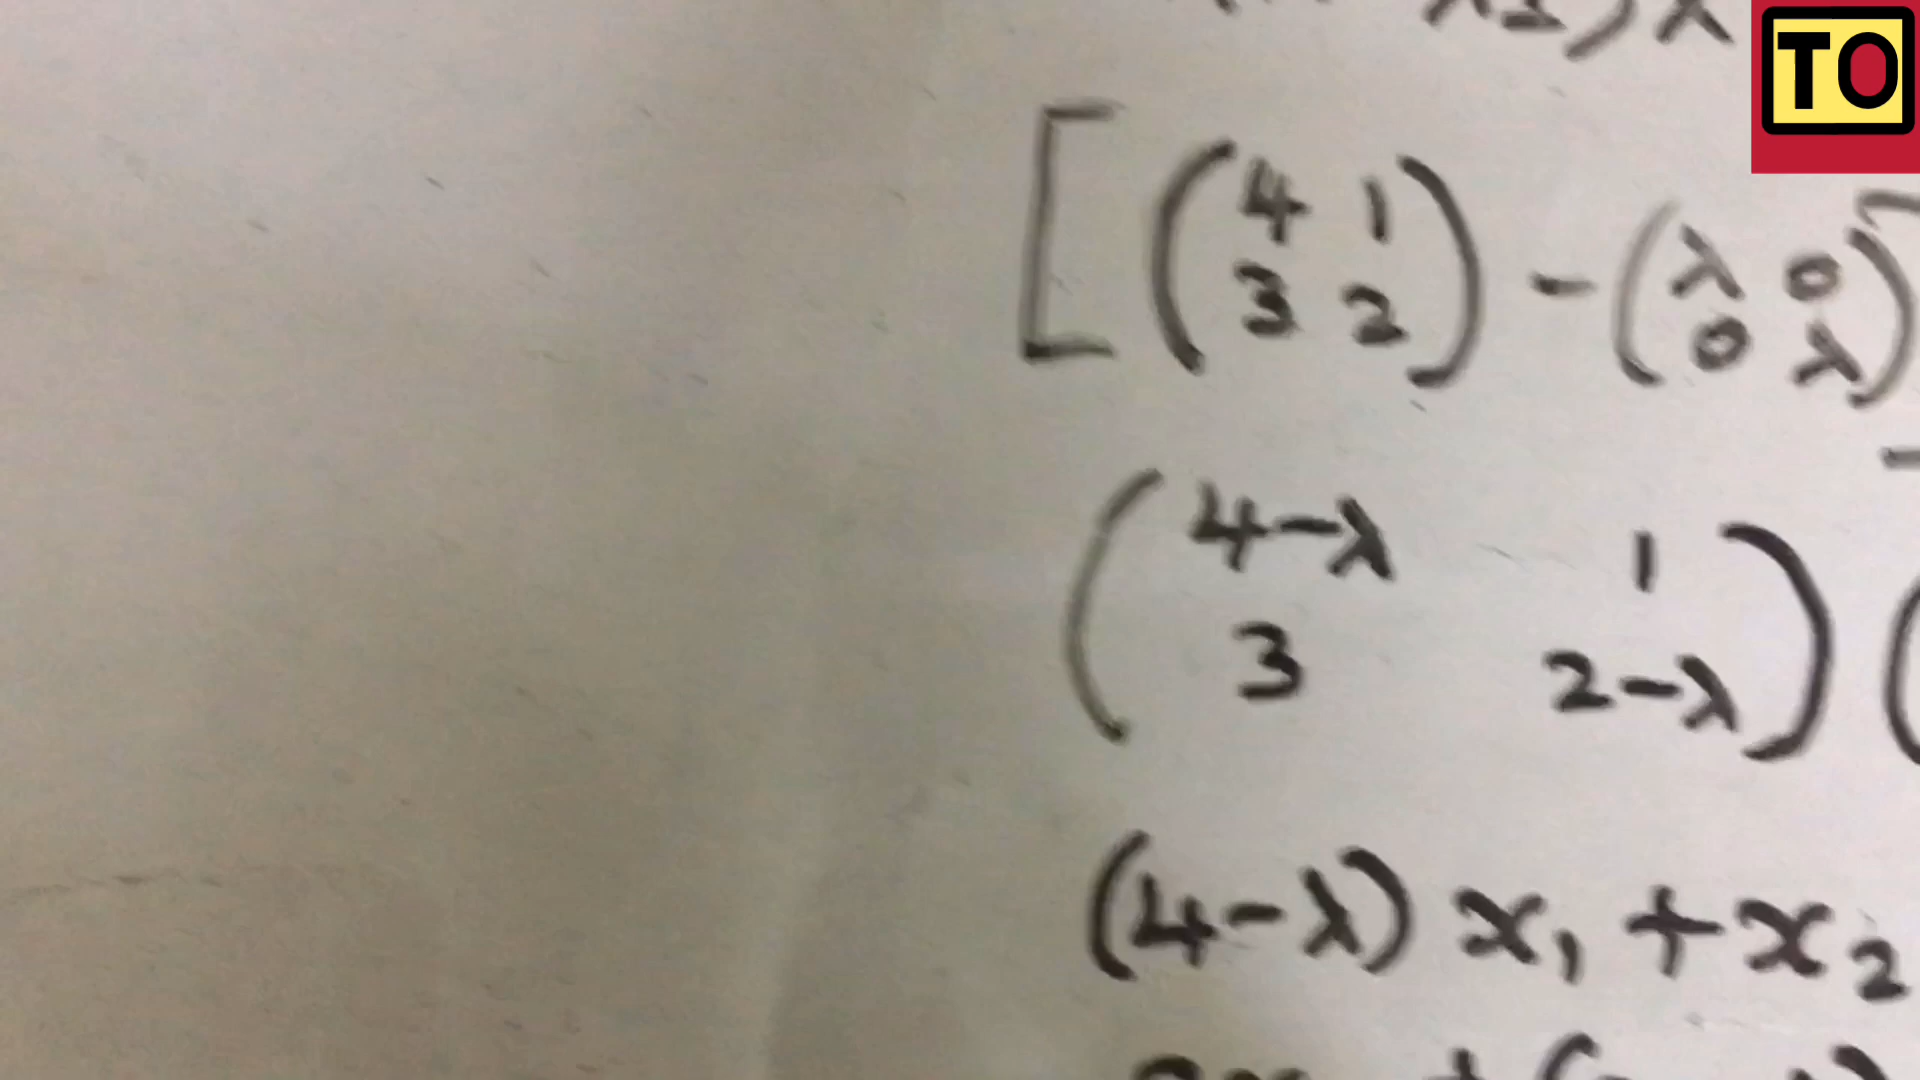 TO
[(4 1
3 2) - (λ 0
0 λ)
(4-λ 1
3 2-λ) (
(4-λ) x₁ + x₂